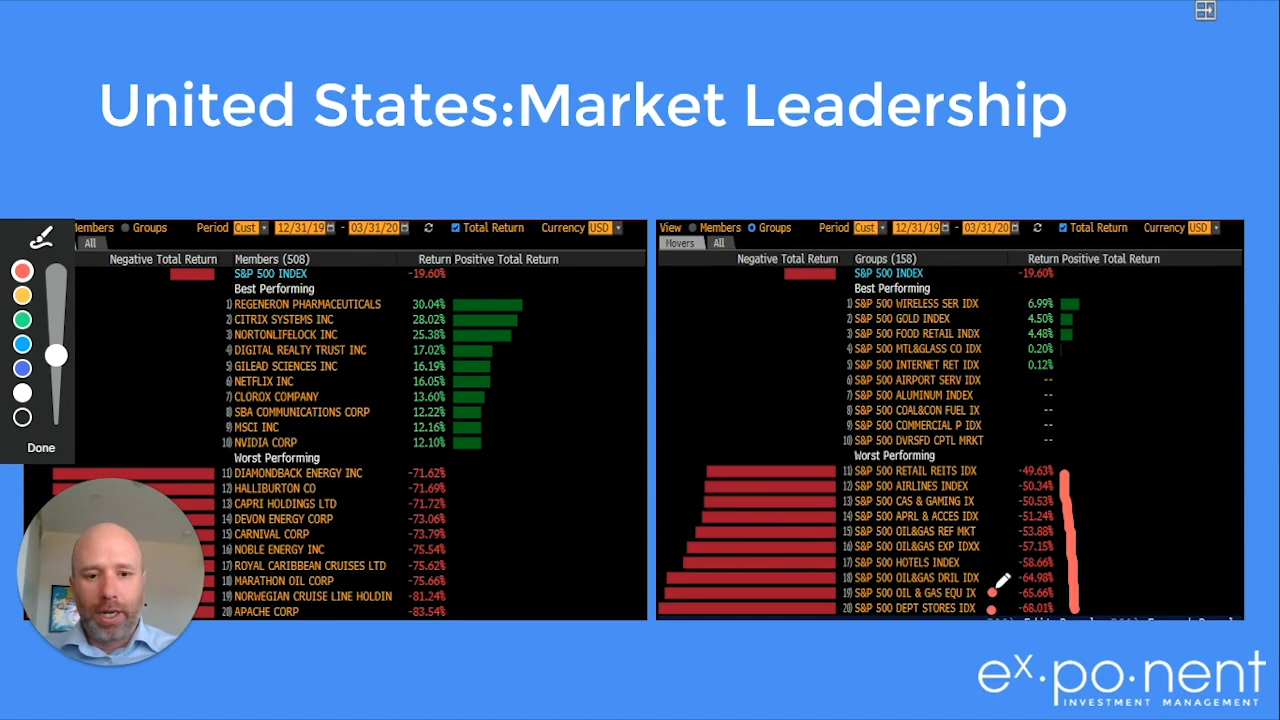 United States:Market Leadership
Members Groups Period Cust 12/31/19 - 03/31/20 Total Return Currency USD
All
Negative Total Return Members (508) Return Positive Total Return
S&P 500 INDEX -19.60%
Best Performing
1) REGENERON PHARMACEUTICALS 30.04%
2) CITRIX SYSTEMS INC 28.02%
3) NORTONLIFELOCK INC 25.38%
4) DIGITAL REALTY TRUST INC 17.02%
5) GILEAD SCIENCES INC 16.19%
6) NETFLIX INC 16.05%
7) CLOROX COMPANY 13.60%
8) SBA COMMUNICATIONS CORP 12.22%
9) MSCI INC 12.16%
10) NVIDIA CORP 12.10%
Worst Performing
11) DIAMONDBACK ENERGY INC -71.62%
12) HALLIBURTON CO -71.69%
13) CAPRI HOLDINGS LTD -71.72%
14) DEVON ENERGY CORP -73.06%
15) CARNIVAL CORP -73.79%
16) NOBLE ENERGY INC -75.54%
17) ROYAL CARIBBEAN CRUISES LTD -75.62%
18) MARATHON OIL CORP -75.66%
19) NORWEGIAN CRUISE LINE HOLDIN -81.24%
20) APACHE CORP -83.54%
View Members Groups Period Cust 12/31/19 - 03/31/20 Total Return Currency USD
Movers All
Negative Total Return Groups (158) Return Positive Total Return
S&P 500 INDEX -19.60%
Best Performing
1) S&P 500 WIRELESS SER IDX 6.99%
2) S&P 500 GOLD INDEX 4.50%
3) S&P 500 FOOD RETAIL INDX 4.48%
4) S&P 500 MTL&GLASS CO IDX 0.20%
5) S&P 500 INTERNET RET IDX 0.12%
6) S&P 500 AIRPORT SERV IDX --
7) S&P 500 ALUMINUM INDEX --
8) S&P 500 COAL&CON FUEL IX --
9) S&P 500 COMMERCIAL P IDX --
10) S&P 500 DVRSFD CPTL MRKT --
Worst Performing
11) S&P 500 RETAIL REITS IDX -49.63%
12) S&P 500 AIRLINES INDEX -50.34%
13) S&P 500 CAS & GAMING IX -50.53%
14) S&P 500 APRL & ACCES IDX -51.24%
15) S&P 500 OIL&GAS REF MKT -53.88%
16) S&P 500 OIL&GAS EXP IDXX -57.15%
17) S&P 500 HOTELS INDEX -58.66%
18) S&P 500 OIL&GAS DRIL IDX -64.98%
19) S&P 500 OIL & GAS EQU IX -65.66%
20) S&P 500 DEPT STORES IDX -68.01%
Done
ex·po·nent
INVESTMENT MANAGEMENT